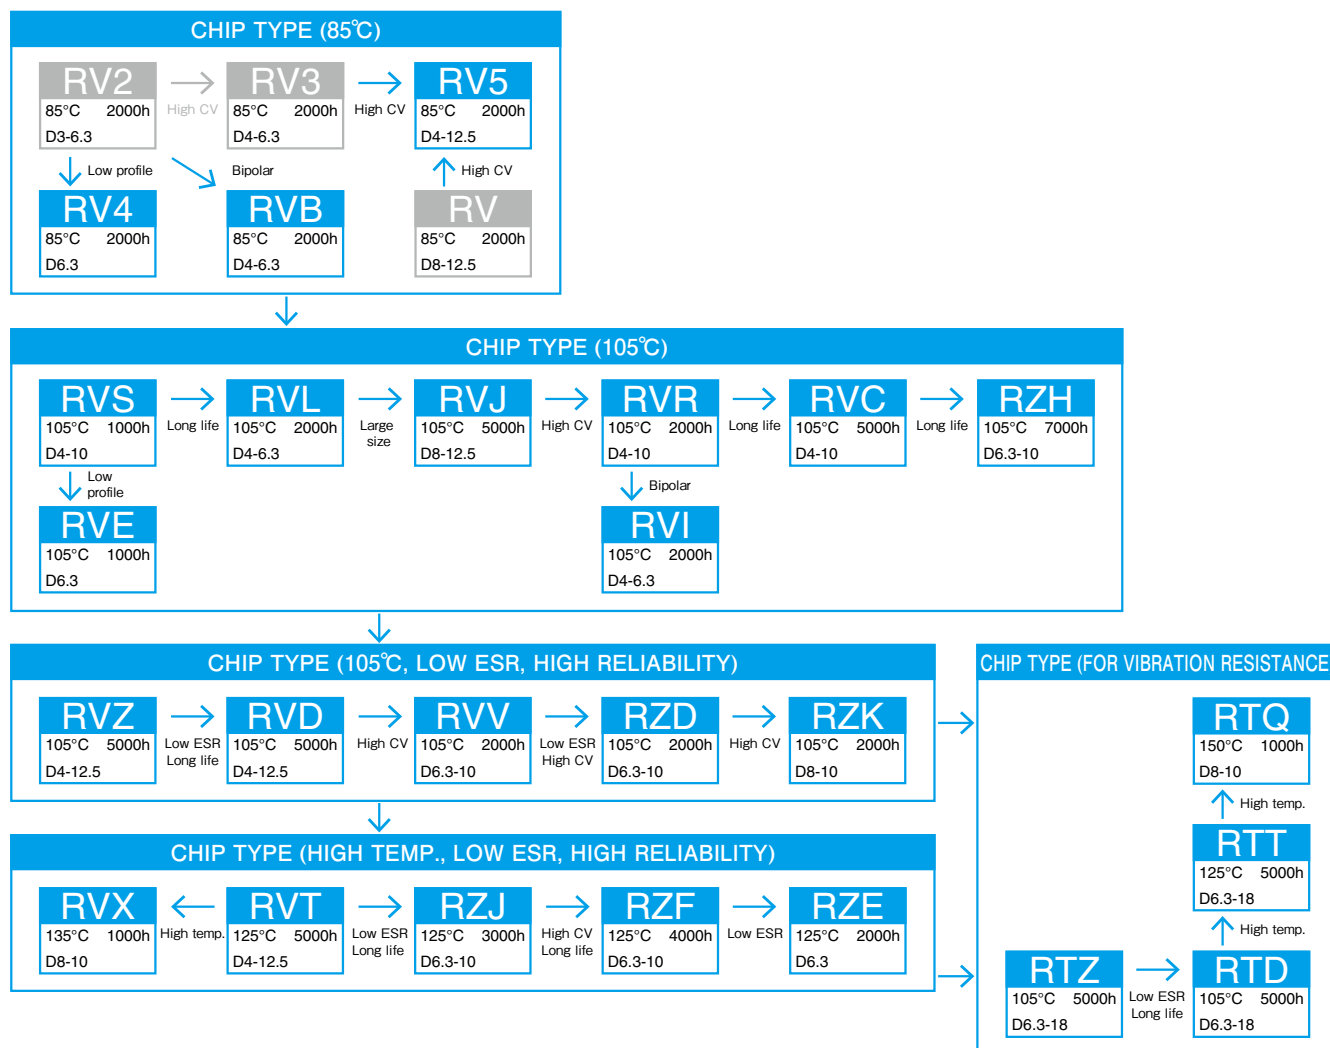 CHIP TYPE (85℃)
RV2
85°C 2000h
D3-6.3
High CV
RV3
85°C 2000h
D4-6.3
High CV
RV5
85°C 2000h
D4-12.5
Low profile
Bipolar
High CV
RV4
85°C 2000h
D6.3
RVB
85°C 2000h
D4-6.3
RV
85°C 2000h
D8-12.5
CHIP TYPE (105℃)
RVS
105°C 1000h
D4-10
Long life
RVL
105°C 2000h
D4-6.3
Large
size
RVJ
105°C 5000h
D8-12.5
High CV
RVR
105°C 2000h
D4-10
Long life
RVC
105°C 5000h
D4-10
Long life
RZH
105°C 7000h
D6.3-10
Low
profile
Bipolar
RVE
105°C 1000h
D6.3
RVI
105°C 2000h
D4-6.3
CHIP TYPE (105℃, LOW ESR, HIGH RELIABILITY)
RVZ
105°C 5000h
D4-12.5
Low ESR
Long life
RVD
105°C 5000h
D4-12.5
High CV
RVV
105°C 2000h
D6.3-10
Low ESR
High CV
RZD
105°C 2000h
D6.3-10
High CV
RZK
105°C 2000h
D8-10
CHIP TYPE (HIGH TEMP., LOW ESR, HIGH RELIABILITY)
RVX
135°C 1000h
D8-10
High temp.
RVT
125°C 5000h
D4-12.5
Low ESR
Long life
RZJ
125°C 3000h
D6.3-10
High CV
Long life
RZF
125°C 4000h
D6.3-10
Low ESR
RZE
125°C 2000h
D6.3
CHIP TYPE (FOR VIBRATION RESISTANCE
RTQ
150°C 1000h
D8-10
High temp.
RTT
125°C 5000h
D6.3-18
High temp.
RTZ
105°C 5000h
D6.3-18
Low ESR
Long life
RTD
105°C 5000h
D6.3-18